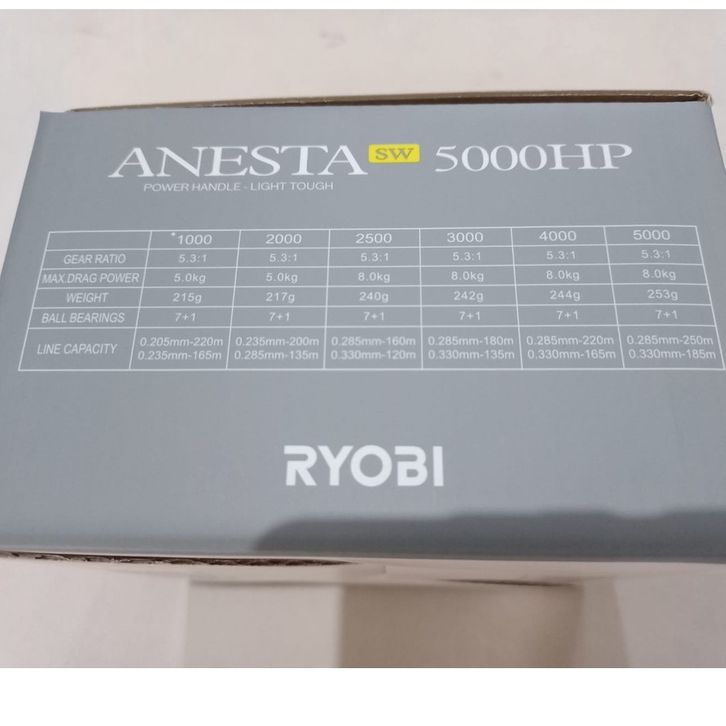 ANESTA SW 5000HP
POWER HANDLE - LIGHT TOUGH
*1000 2000 2500 3000 4000 5000
GEAR RATIO 5.3:1 5.3:1 5.3:1 5.3:1 5.3:1 5.3:1
MAX.DRAG POWER 5.0kg 5.0kg 8.0kg 8.0kg 8.0kg 8.0kg
WEIGHT 215g 217g 240g 242g 244g 253g
BALL BEARINGS 7+1 7+1 7+1 7+1 7+1 7+1
LINE CAPACITY 0.205mm-220m 0.235mm-200m 0.285mm-160m 0.285mm-180m 0.285mm-220m 0.285mm-250m
0.235mm-165m 0.285mm-135m 0.330mm-120m 0.330mm-135m 0.330mm-165m 0.330mm-185m
RYOBI